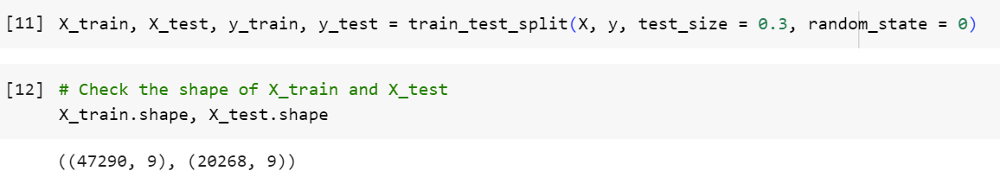 [11] X_train, X_test, y_train, y_test = train_test_split(X, y, test_size = 0.3, random_state = 0)
[12] # Check the shape of X_train and X_test
X_train.shape, X_test.shape
((47290, 9), (20268, 9))